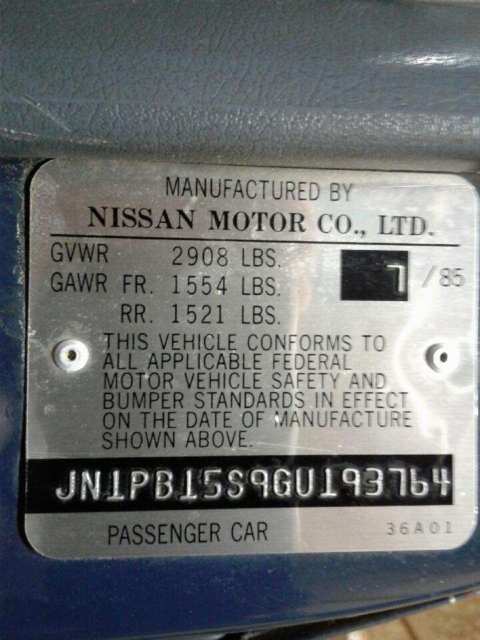 MANUFACTURED BY
NISSAN MOTOR CO., LTD.
GVWR 2908 LBS.
7 /85
GAWR FR. 1554 LBS.
RR. 1521 LBS.
THIS VEHICLE CONFORMS TO
ALL APPLICABLE FEDERAL
MOTOR VEHICLE SAFETY AND
BUMPER STANDARDS IN EFFECT
ON THE DATE OF MANUFACTURE
SHOWN ABOVE.
JN1PB15S9GU193764
PASSENGER CAR 36A01